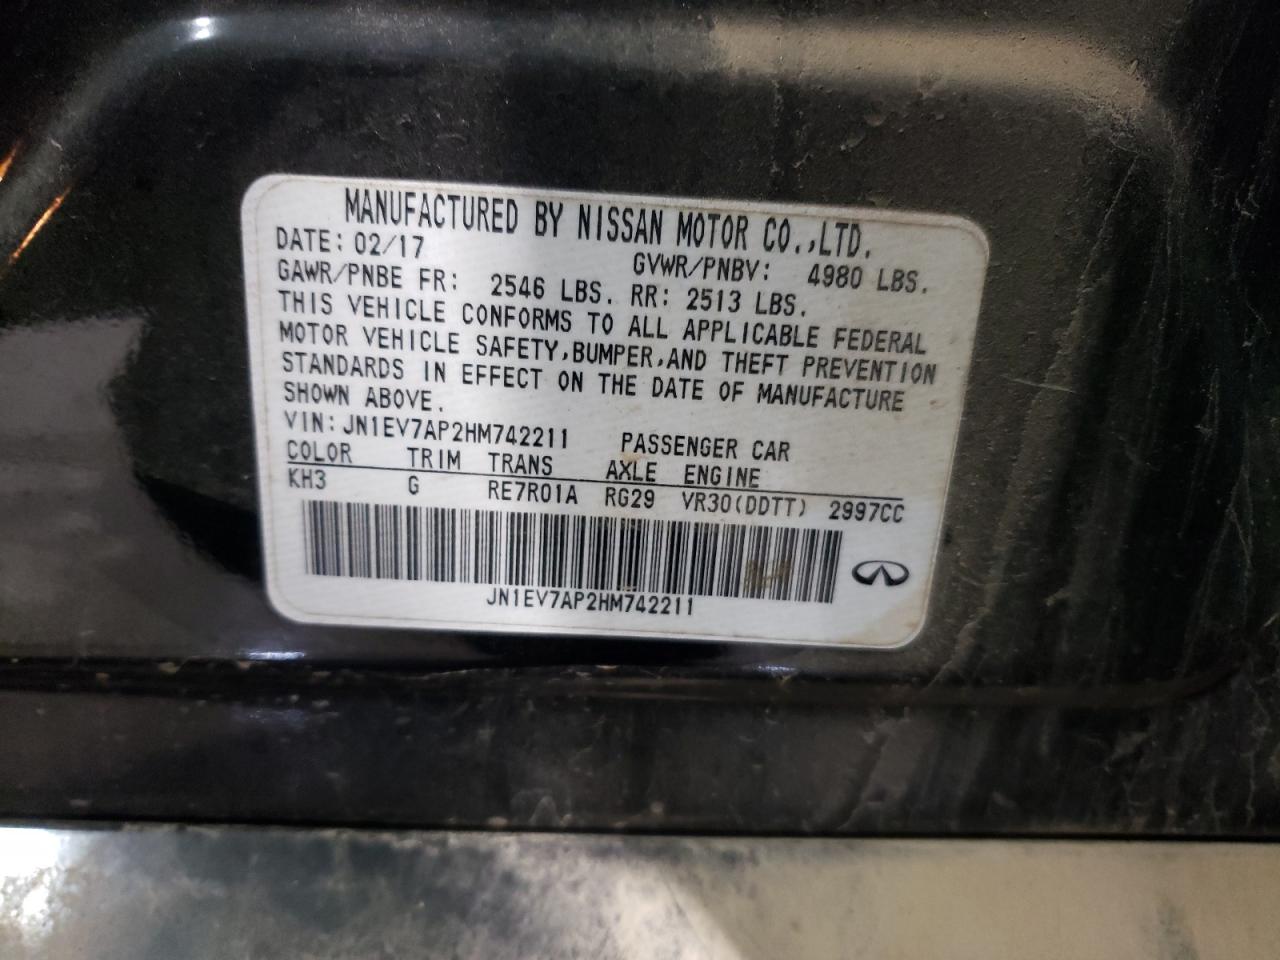 MANUFACTURED BY NISSAN MOTOR CO.,LTD.
DATE: 02/17 GVWR/PNBV: 4980 LBS.
GAWR/PNBE FR: 2546 LBS. RR: 2513 LBS.
THIS VEHICLE CONFORMS TO ALL APPLICABLE FEDERAL
MOTOR VEHICLE SAFETY,BUMPER,AND THEFT PREVENTION
STANDARDS IN EFFECT ON THE DATE OF MANUFACTURE
SHOWN ABOVE.
VIN: JN1EV7AP2HM742211 PASSENGER CAR
COLOR TRIM TRANS AXLE ENGINE
KH3 G RE7R01A RG29 VR30(DDTT) 2997CC
JN1EV7AP2HM742211